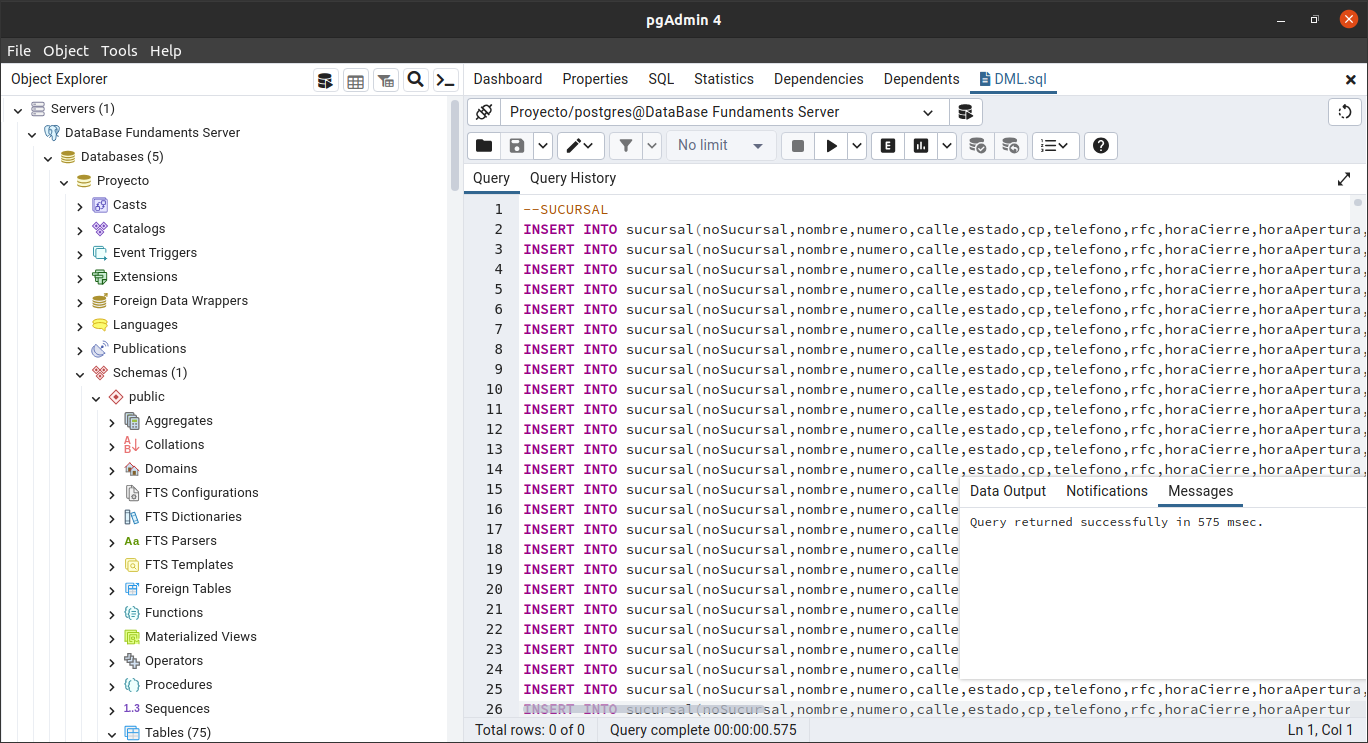 pgAdmin 4
File Object Tools Help
Object Explorer
Servers (1)
DataBase Fundaments Server
Databases (5)
Proyecto
Casts
Catalogs
Event Triggers
Extensions
Foreign Data Wrappers
Languages
Publications
Schemas (1)
public
Aggregates
Collations
Domains
FTS Configurations
FTS Dictionaries
Aa FTS Parsers
FTS Templates
Foreign Tables
Functions
Materialized Views
Operators
Procedures
1..3 Sequences
Tables (75)
Dashboard Properties SQL Statistics Dependencies Dependents DML.sql
Proyecto/postgres@DataBase Fundaments Server
No limit E
Query Query History
1 --SUCURSAL
2 INSERT INTO sucursal(noSucursal,nombre,numero,calle,estado,cp,telefono,rfc,horaCierre,horaApertura,
3 INSERT INTO sucursal(noSucursal,nombre,numero,calle,estado,cp,telefono,rfc,horaCierre,horaApertura,
4 INSERT INTO sucursal(noSucursal,nombre,numero,calle,estado,cp,telefono,rfc,horaCierre,horaApertura,
5 INSERT INTO sucursal(noSucursal,nombre,numero,calle,estado,cp,telefono,rfc,horaCierre,horaApertura,
6 INSERT INTO sucursal(noSucursal,nombre,numero,calle,estado,cp,telefono,rfc,horaCierre,horaApertura,
7 INSERT INTO sucursal(noSucursal,nombre,numero,calle,estado,cp,telefono,rfc,horaCierre,horaApertura,
8 INSERT INTO sucursal(noSucursal,nombre,numero,calle,estado,cp,telefono,rfc,horaCierre,horaApertura,
9 INSERT INTO sucursal(noSucursal,nombre,numero,calle,estado,cp,telefono,rfc,horaCierre,horaApertura,
10 INSERT INTO sucursal(noSucursal,nombre,numero,calle,estado,cp,telefono,rfc,horaCierre,horaApertura,
11 INSERT INTO sucursal(noSucursal,nombre,numero,calle,estado,cp,telefono,rfc,horaCierre,horaApertura,
12 INSERT INTO sucursal(noSucursal,nombre,numero,calle,estado,cp,telefono,rfc,horaCierre,horaApertura,
13 INSERT INTO sucursal(noSucursal,nombre,numero,calle,estado,cp,telefono,rfc,horaCierre,horaApertura,
14 INSERT INTO sucursal(noSucursal,nombre,numero,calle,estado,cp,telefono,rfc,horaCierre,horaApertura,
15 INSERT INTO sucursal(noSucursal,nombre,numero,calle
16 INSERT INTO sucursal(noSucursal,nombre,numero,calle
17 INSERT INTO sucursal(noSucursal,nombre,numero,calle
18 INSERT INTO sucursal(noSucursal,nombre,numero,calle
19 INSERT INTO sucursal(noSucursal,nombre,numero,calle
20 INSERT INTO sucursal(noSucursal,nombre,numero,calle
21 INSERT INTO sucursal(noSucursal,nombre,numero,calle
22 INSERT INTO sucursal(noSucursal,nombre,numero,calle
23 INSERT INTO sucursal(noSucursal,nombre,numero,calle
24 INSERT INTO sucursal(noSucursal,nombre,numero,calle
25 INSERT INTO sucursal(noSucursal,nombre,numero,calle,estado,cp,telefono,rfc,horaCierre,horaApertura,
26 INSERT INTO sucursal(noSucursal,nombre,numero,calle,estado,cp,telefono,rfc,horaCierre,horaApertur
Data Output Notifications Messages
Query returned successfully in 575 msec.
Total rows: 0 of 0 Query complete 00:00:00.575 Ln 1, Col 1